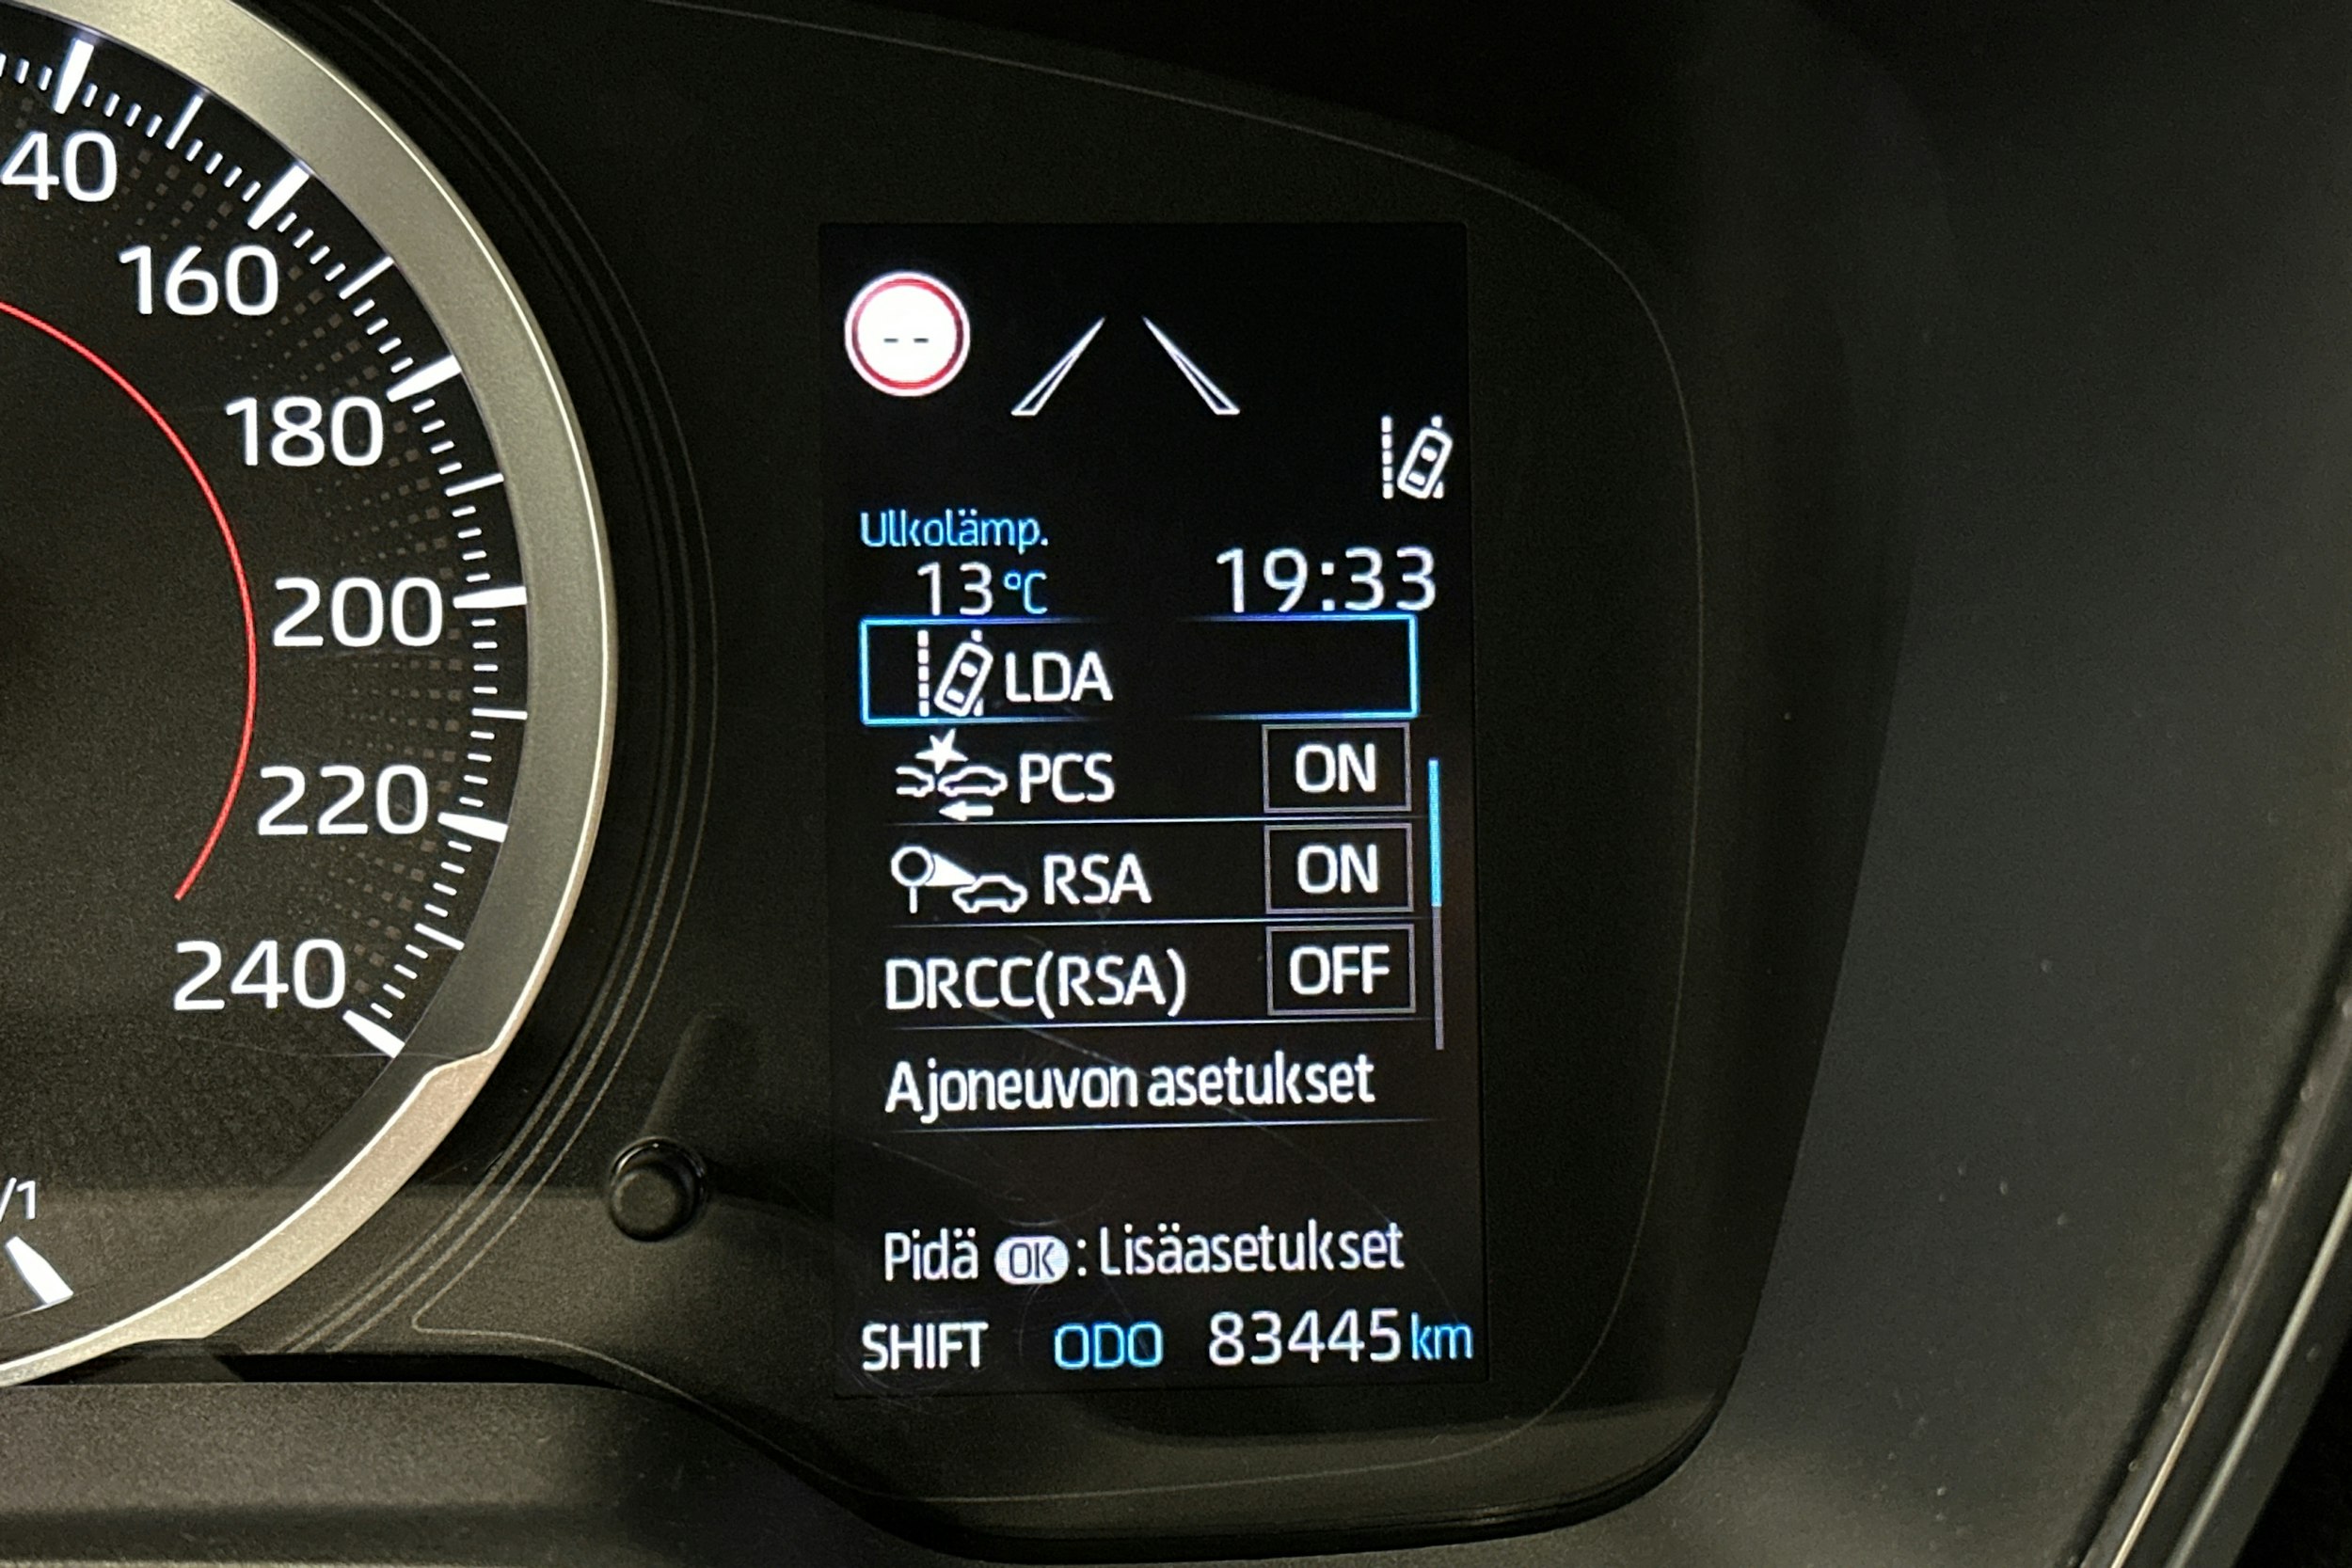 40
160
180
200
220
240
/1
--
Ulkolämp.
13°C 19:33
LDA
PCS ON
RSA ON
DRCC(RSA) OFF
Ajoneuvon asetukset
Pidä OK: Lisäasetukset
SHIFT ODO 83445 km